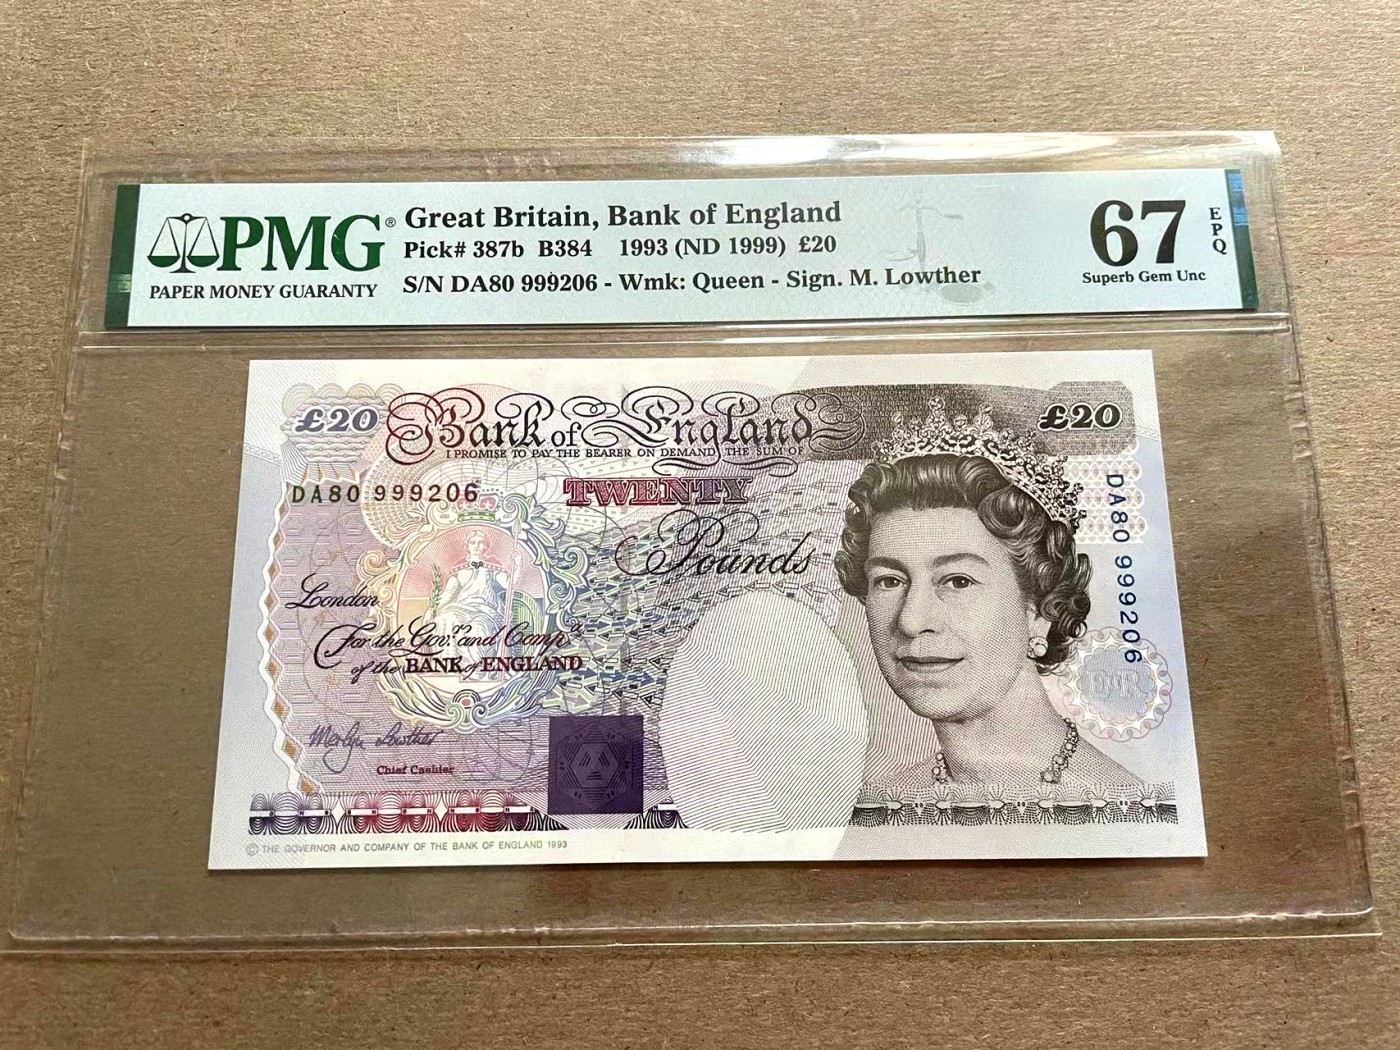 PMG®
PAPER MONEY GUARANTY
Great Britain, Bank of England
Pick# 387b B384 1993 (ND 1999) £20
S/N DA80 999206 - Wmk: Queen - Sign. M. Lowther
67
EPQ
Superb Gem Unc
£20
Bank of England
£20
I PROMISE TO PAY THE BEARER ON DEMAND THE SUM OF
DA80 999206
TWENTY
Pounds
DA80 999206
London
For the Govr. and Compa.
of the BANK of ENGLAND
EIIR
Merlyn Lowther
Chief Cashier
© THE GOVERNOR AND COMPANY OF THE BANK OF ENGLAND 1993